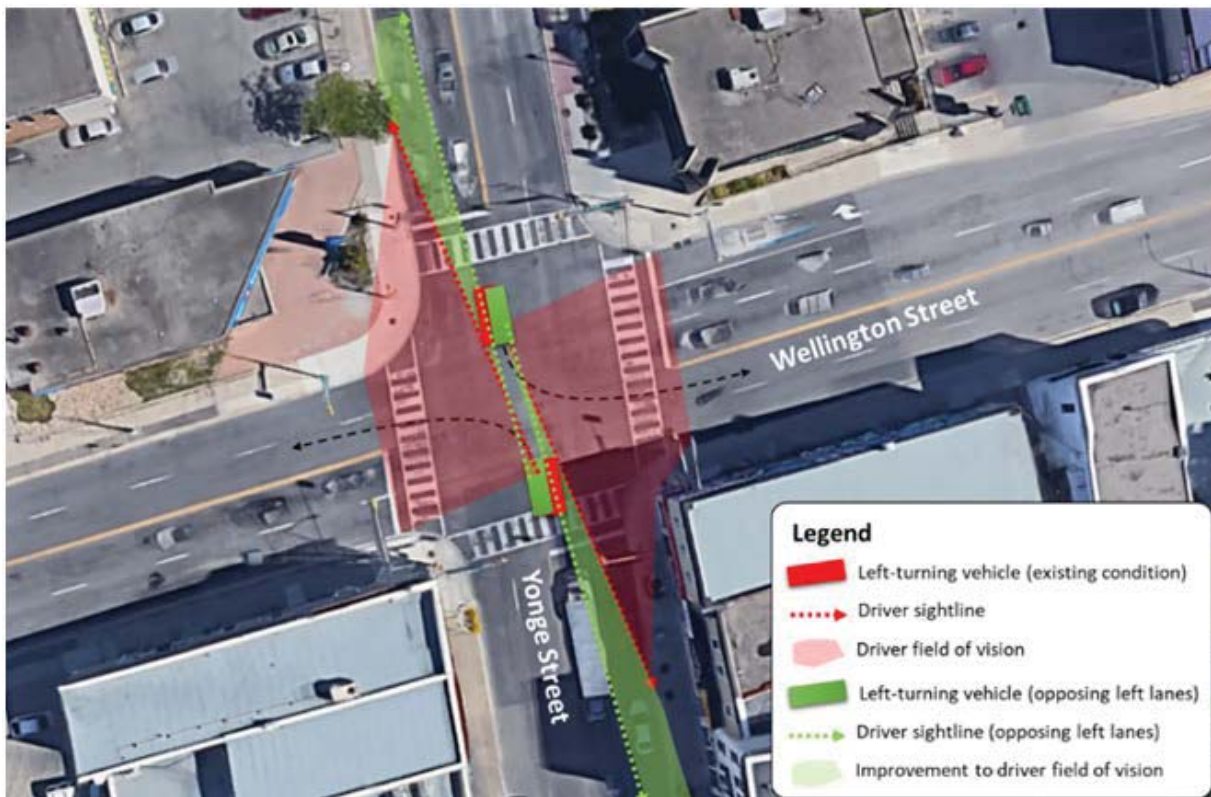 Wellington Street
Yonge Street
Legend
Left-turning vehicle (existing condition)
Driver sightline
Driver field of vision
Left-turning vehicle (opposing left lanes)
Driver sightline (opposing left lanes)
Improvement to driver field of vision